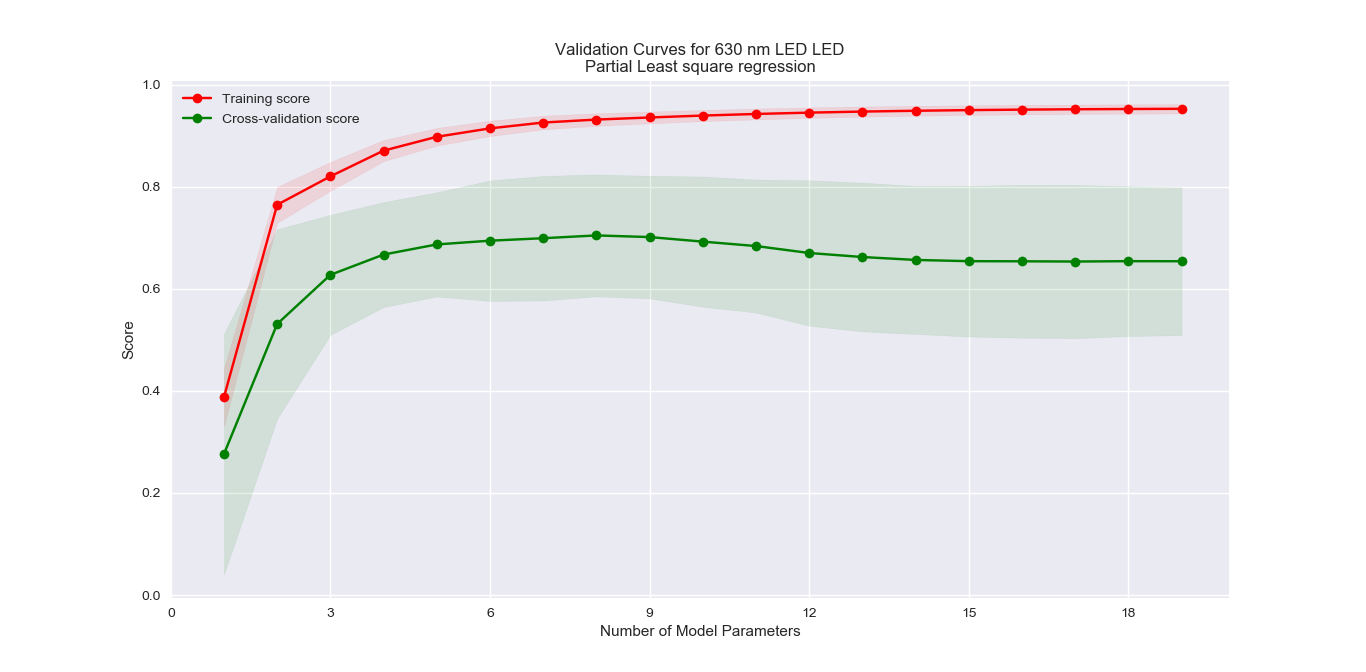 Validation Curves for 630 nm LED LED
Partial Least square regression
1.0
Training score
Cross-validation score
0.8
0.6
Score
0.4
0.2
0.0
0 3 6 9 12 15 18
Number of Model Parameters